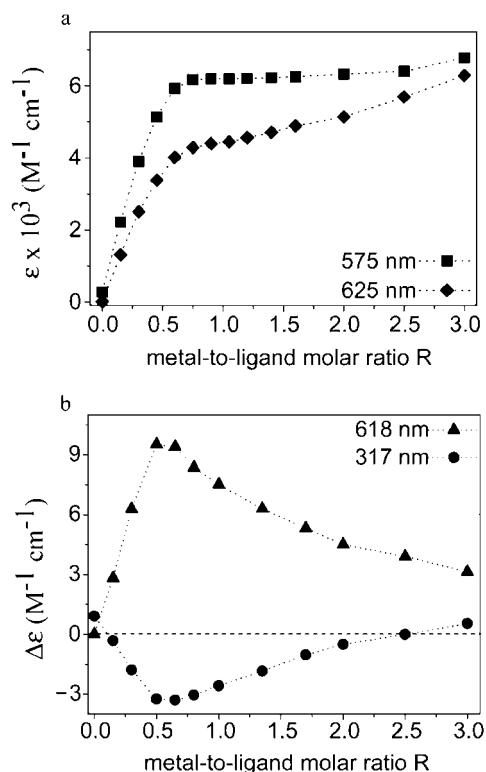 a
ε x 10³ (M⁻¹ cm⁻¹)
6
4
2
0
575 nm
625 nm
0.0 0.5 1.0 1.5 2.0 2.5 3.0
metal-to-ligand molar ratio R
b
Δε (M⁻¹ cm⁻¹)
9
6
3
0
−3
618 nm
317 nm
0.0 0.5 1.0 1.5 2.0 2.5 3.0
metal-to-ligand molar ratio R